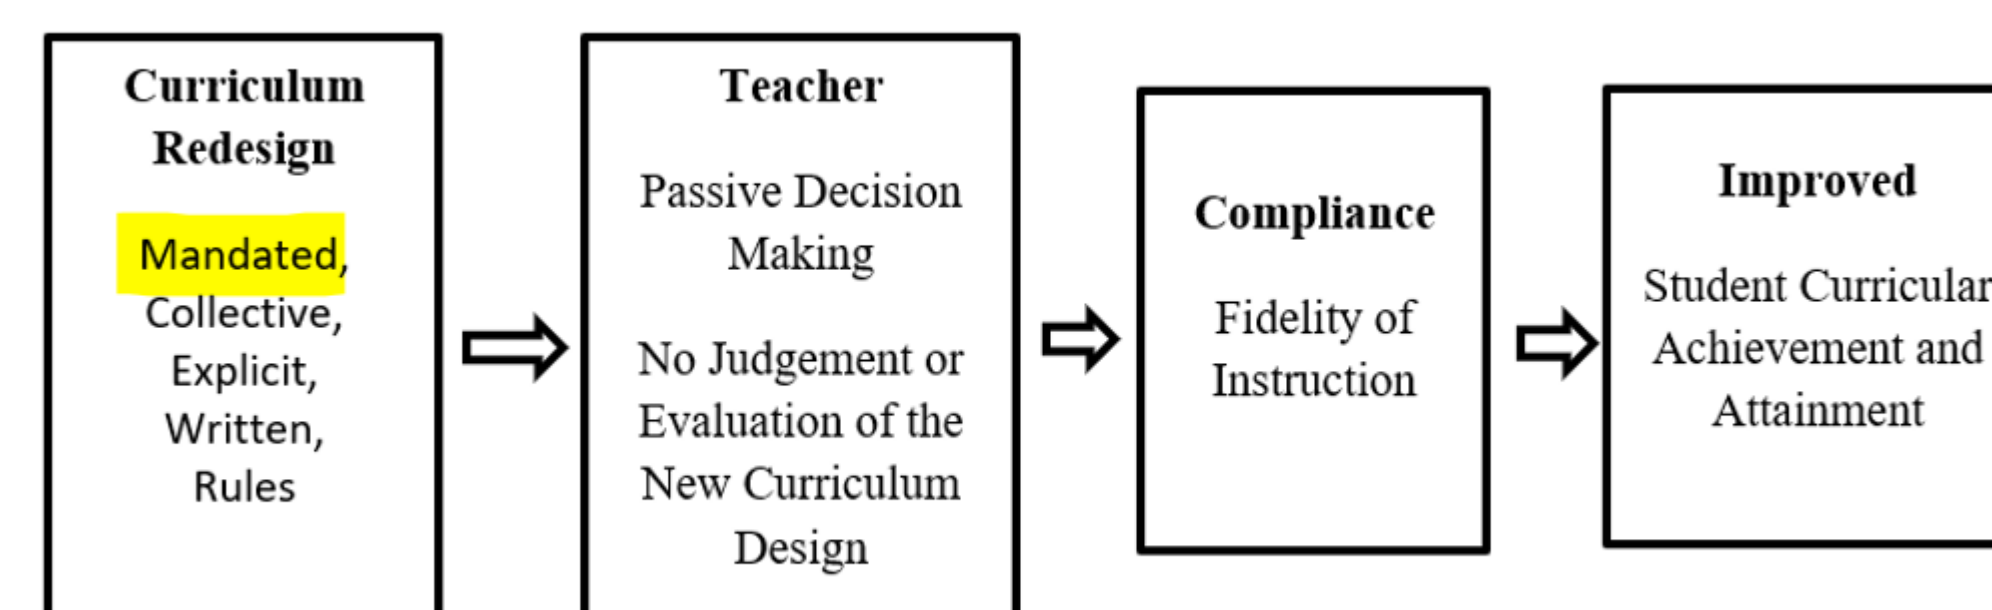 Curriculum
Redesign
Mandated,
Collective,
Explicit,
Written,
Rules
Teacher
Passive Decision
Making
No Judgement or
Evaluation of the
New Curriculum
Design
Compliance
Fidelity of
Instruction
Improved
Student Curricular
Achievement and
Attainment